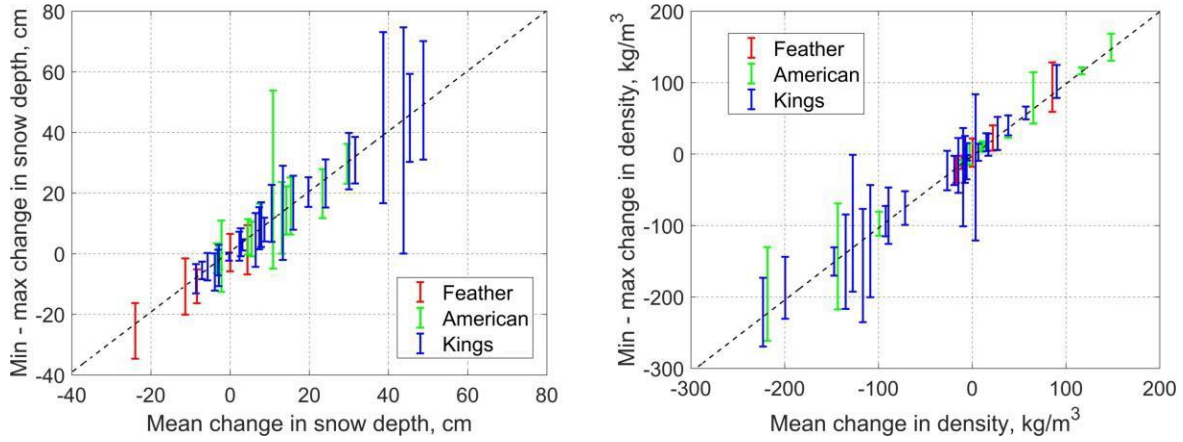 Min - max change in snow depth, cm
80
60
40
20
0
-20
-40
-40
-20
0
20
40
60
80
Mean change in snow depth, cm
Feather
American
Kings
Min - max change in density, kg/m³
200
100
0
-100
-200
-300
-300
-200
-100
0
100
200
Mean change in density, kg/m³
Feather
American
Kings